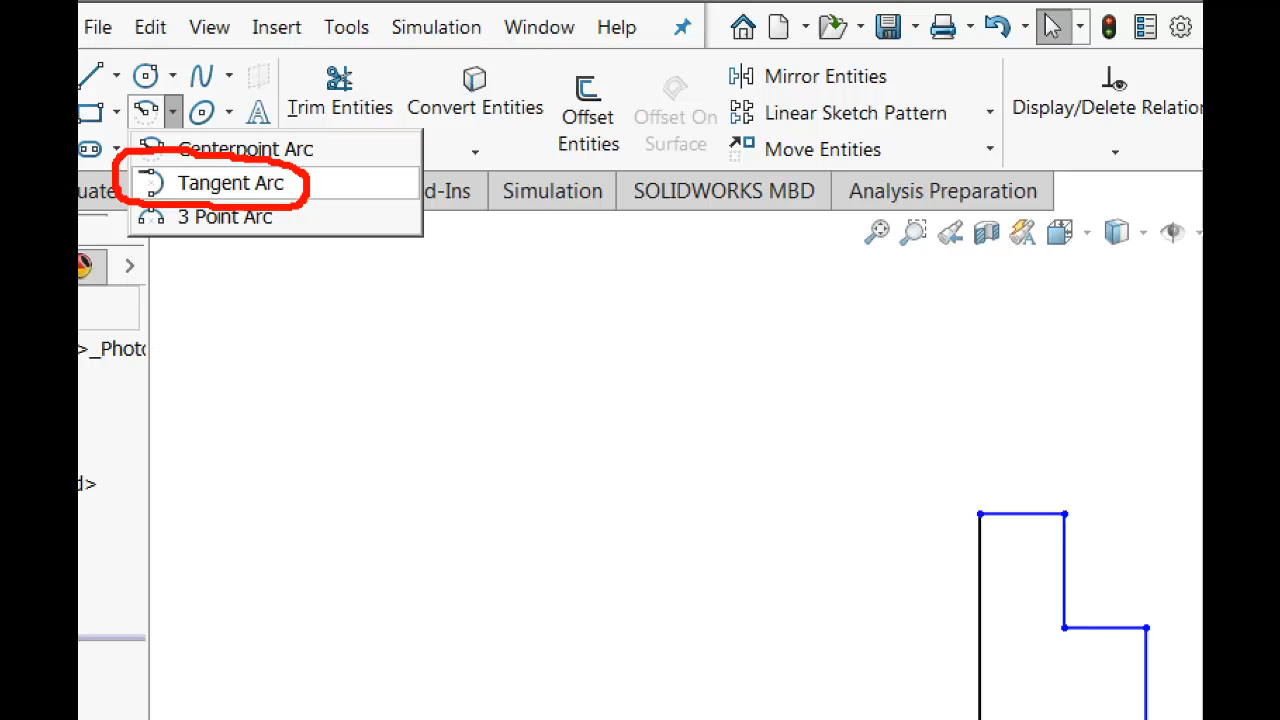 File Edit View Insert Tools Simulation Window Help
Trim Entities Convert Entities Offset Entities Offset On Surface Mirror Entities
Linear Sketch Pattern
Move Entities
Display/Delete Relation
Centerpoint Arc
Tangent Arc
3 Point Arc
uate d-Ins Simulation SOLIDWORKS MBD Analysis Preparation
>_Photo
d>